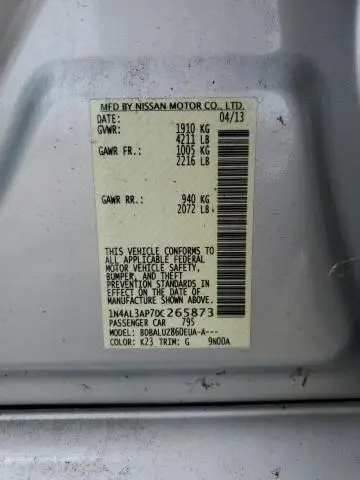 MFD BY NISSAN MOTOR CO., LTD.
DATE: 04/13
GVWR: 1910 KG
4211 LB
GAWR FR.: 1005 KG
2216 LB
GAWR RR.: 940 KG
2072 LB
THIS VEHICLE CONFORMS TO
ALL APPLICABLE FEDERAL
MOTOR VEHICLE SAFETY,
BUMPER, AND THEFT
PREVENTION STANDARDS IN
EFFECT ON THE DATE OF
MANUFACTURE SHOWN ABOVE.
1N4AL3AP7DC265873
PASSENGER CAR 795
MODEL: BDBALUZ860EUA-A---
COLOR: K23 TRIM: G 9N00A